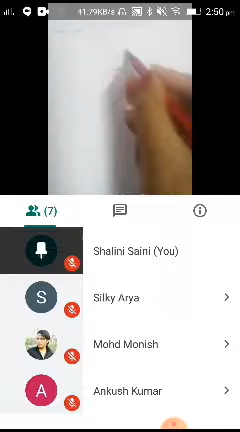 41.79KB/s 2:50 pm
(7)
Shalini Saini (You)
S Silky Arya
Mohd Monish
A Ankush Kumar